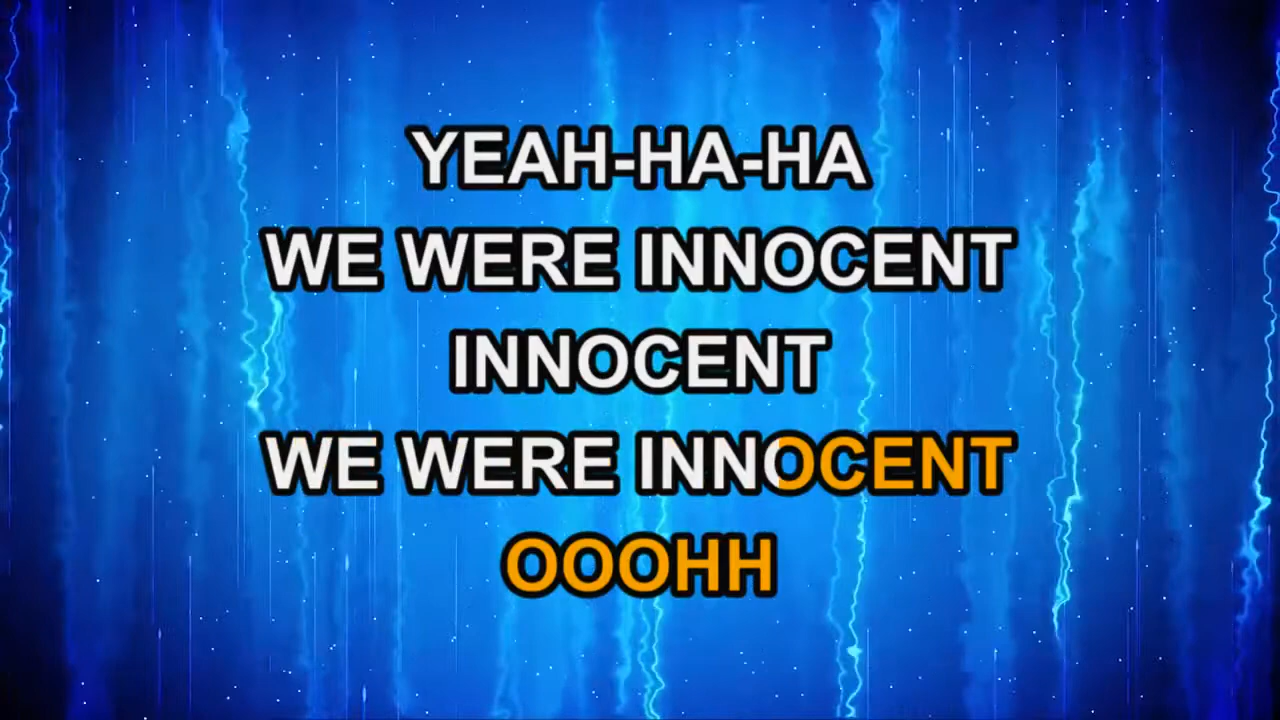 YEAH-HA-HA
WE WERE INNOCENT
INNOCENT
WE WERE INNOCENT
OOOHH